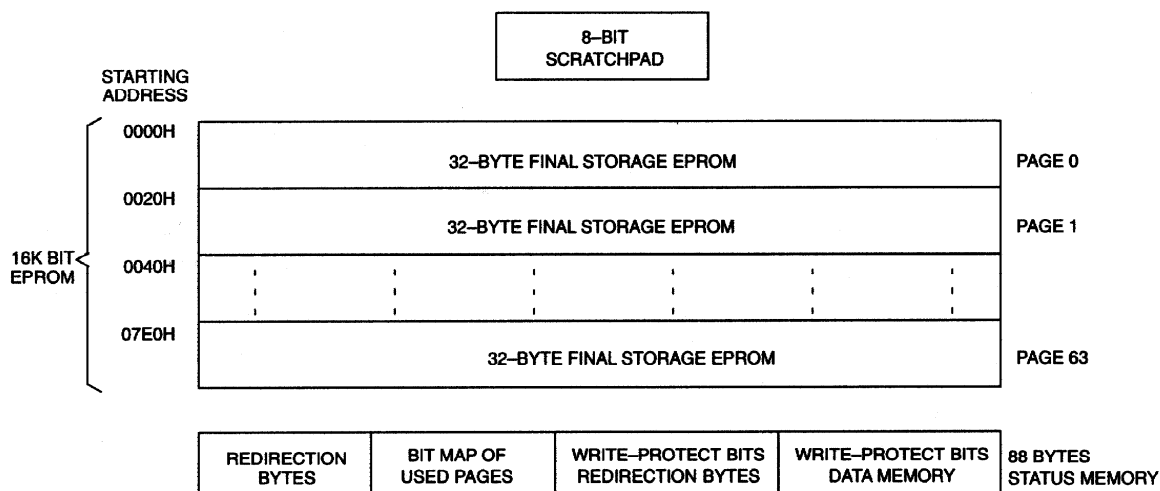 8–BIT
SCRATCHPAD
STARTING
ADDRESS
0000H
32–BYTE FINAL STORAGE EPROM
PAGE 0
0020H
32–BYTE FINAL STORAGE EPROM
PAGE 1
16K BIT
EPROM
0040H
07E0H
32–BYTE FINAL STORAGE EPROM
PAGE 63
REDIRECTION
BYTES
BIT MAP OF
USED PAGES
WRITE–PROTECT BITS
REDIRECTION BYTES
WRITE–PROTECT BITS
DATA MEMORY
88 BYTES
STATUS MEMORY